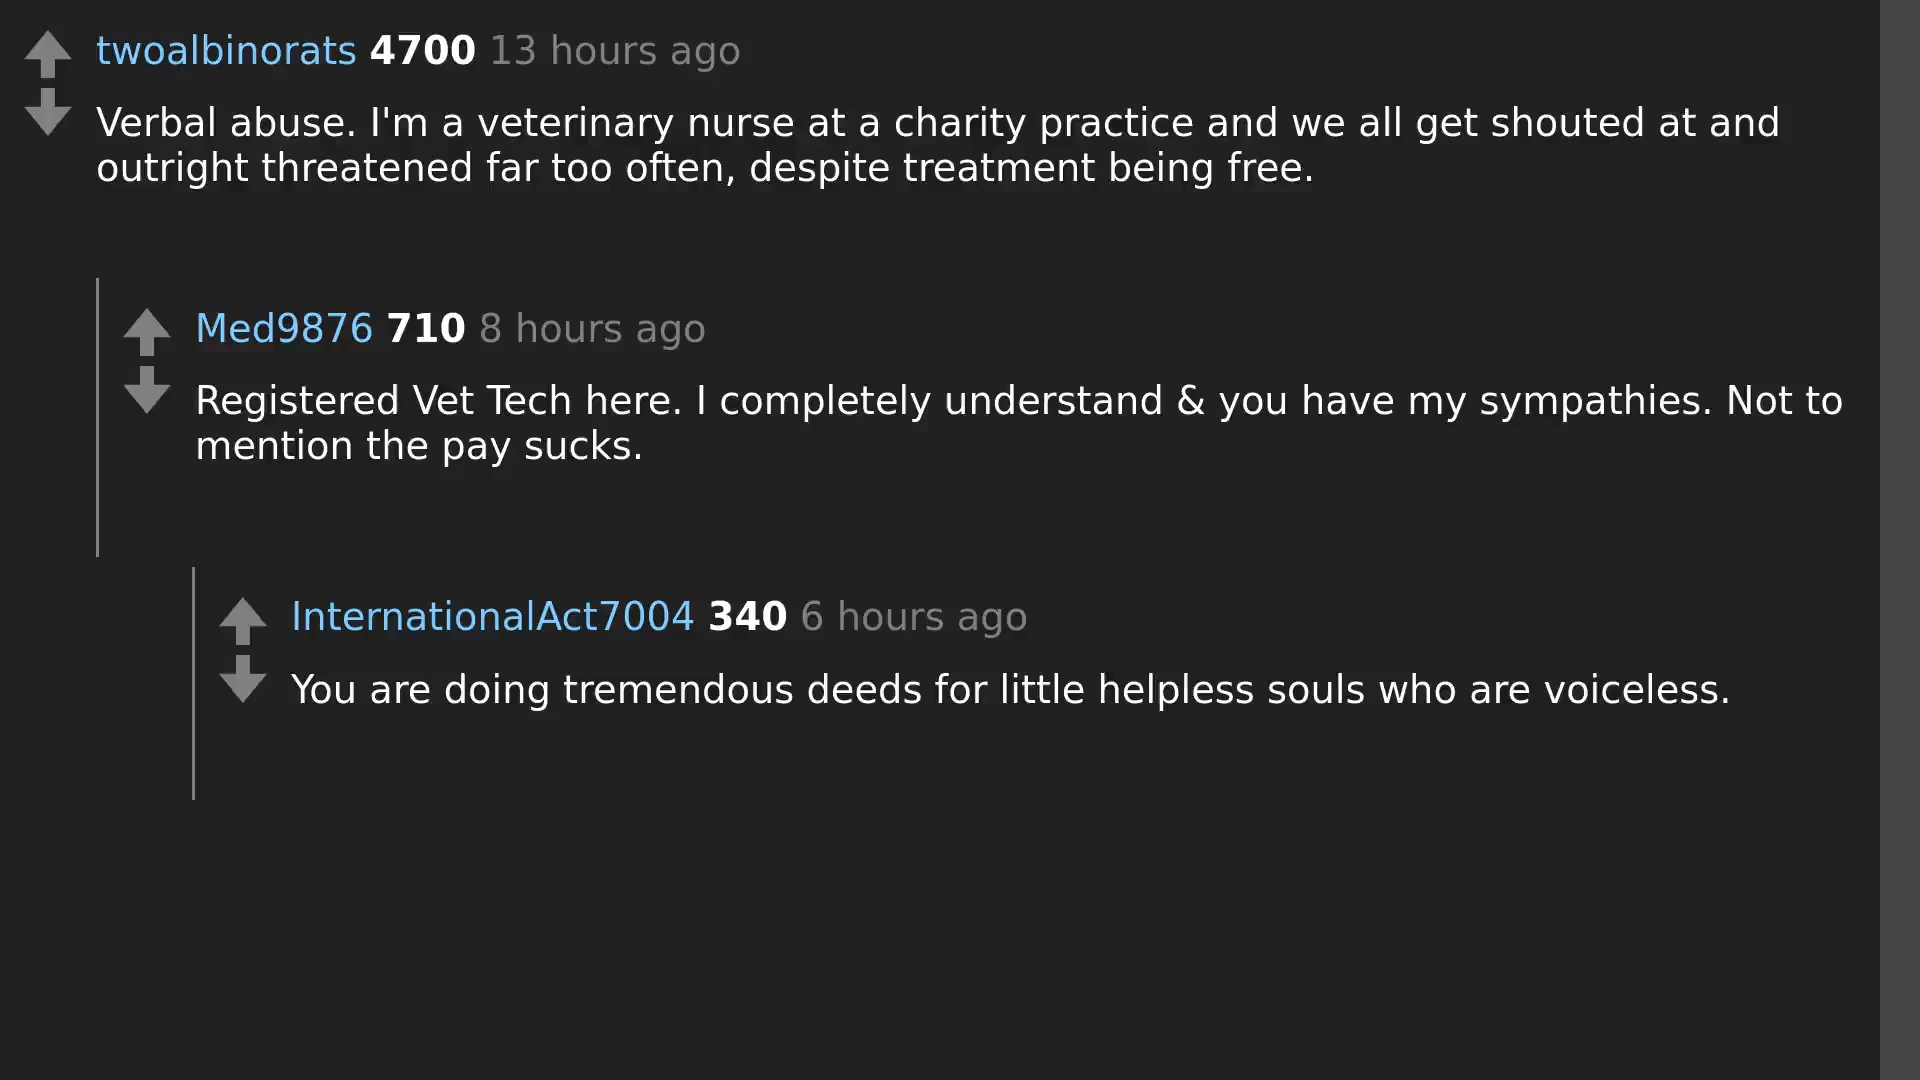 twoalbinorats 4700 13 hours ago
Verbal abuse. I'm a veterinary nurse at a charity practice and we all get shouted at and
outright threatened far too often, despite treatment being free.
Med9876 710 8 hours ago
Registered Vet Tech here. I completely understand & you have my sympathies. Not to
mention the pay sucks.
InternationalAct7004 340 6 hours ago
You are doing tremendous deeds for little helpless souls who are voiceless.